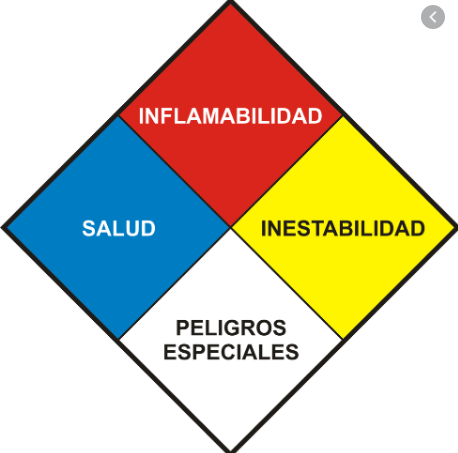 INFLAMABILIDAD
SALUD
INESTABILIDAD
PELIGROS
ESPECIALES